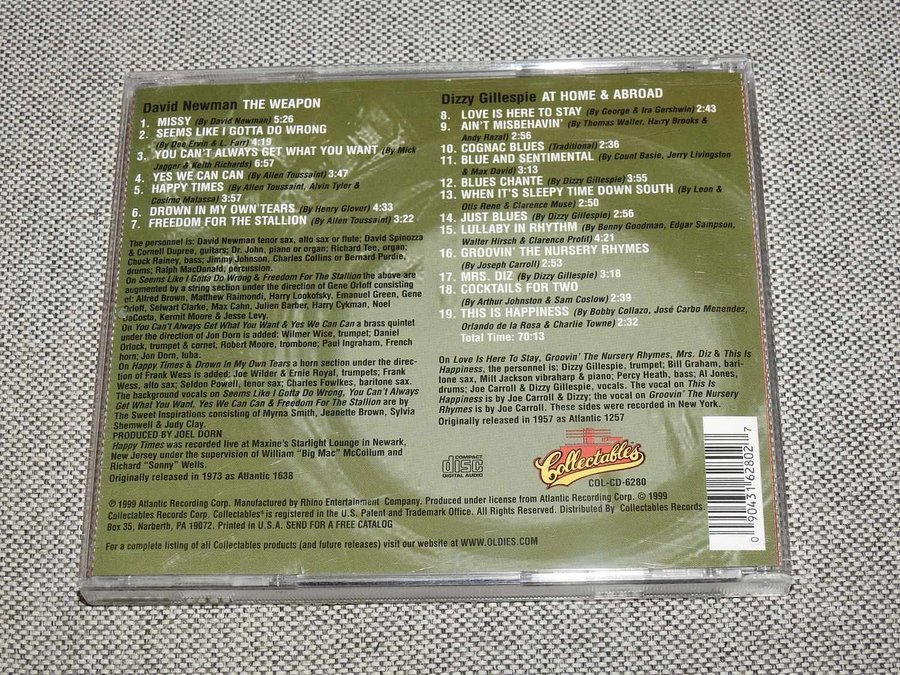 David Newman THE WEAPON
1. MISSY (By David Newman) 5:26
2. SEEMS LIKE I GOTTA DO WRONG
(By Dee Ervin & L. Farr) 4:19
3. YOU CAN'T ALWAYS GET WHAT YOU WANT (By Mick
Jagger & Keith Richards) 6:57
4. YES WE CAN CAN (By Allen Toussaint) 3:47
5. HAPPY TIMES (By Allen Toussaint, Alvin Tyler &
Cosimo Malassa) 3:57
6. DROWN IN MY OWN TEARS (By Henry Glover) 4:33
7. FREEDOM FOR THE STALLION (By Allen Toussaint) 3:22
The personnel is: David Newman tenor sax, alto sax or flute; David Spinozza
& Cornell Dupree, guitars; Dr. John, piano or organ; Richard Tee, organ;
Chuck Rainey, bass; Jimmy Johnson, Charles Collins or Bernard Purdie,
drums; Ralph MacDonald, percussion.
On Seems Like I Gotta Do Wrong & Freedom For The Stallion the above are
augmented by a string section under the direction of Gene Orloff consisting
of: Alfred Brown, Matthew Raimondi, Harry Lookofsky, Emanuel Green, Gene
Orloff, Selwart Clarke, Max Cahn, Julien Barber, Harry Cykman, Noel
DaCosta, Kermit Moore & Jesse Levy.
On You Can't Always Get What You Want & Yes We Can Can a brass quintet
under the direction of Jon Dorn is added: Wilmer Wise, trumpet; Daniel
Orlock, trumpet & cornet, Robert Moore, trombone; Paul Ingraham, French
horn; Jon Dorn, tuba.
On Happy Times & Drown In My Own Tears a horn section under the direc-
tion of Frank Wess is added: Joe Wilder & Ernie Royal, trumpets; Frank
Wess, alto sax; Seldon Powell, tenor sax; Charles Fowlkes, baritone sax.
The background vocals on Seems Like I Gotta Do Wrong, You Can't Always
Get What You Want, Yes We Can Can & Freedom For The Stallion are by
The Sweet Inspirations consisting of Myrna Smith, Jeanette Brown, Sylvia
Shemwell & Judy Clay.
PRODUCED BY JOEL DORN
Happy Times was recorded live at Maxine's Starlight Lounge in Newark,
New Jersey under the supervision of William "Big Mac" McCollum and
Richard "Sonny" Wells.
Originally released in 1973 as Atlantic 1638
Dizzy Gillespie AT HOME & ABROAD
8. LOVE IS HERE TO STAY (By George & Ira Gershwin) 2:43
9. AIN'T MISBEHAVIN' (By Thomas Waller, Harry Brooks &
Andy Razaf) 2:56
10. COGNAC BLUES (Traditional) 2:36
11. BLUE AND SENTIMENTAL (By Count Basie, Jerry Livingston
& Max David) 3:13
12. BLUES CHANTE (By Dizzy Gillespie) 3:55
13. WHEN IT'S SLEEPY TIME DOWN SOUTH (By Leon &
Otis Rene & Clarence Muse) 2:50
14. JUST BLUES (By Dizzy Gillespie) 2:56
15. LULLABY IN RHYTHM (By Benny Goodman, Edgar Sampson,
Walter Hirsch & Clarence Profit) 4:21
16. GROOVIN' THE NURSERY RHYMES
(By Joseph Carroll) 2:53
17. MRS. DIZ (By Dizzy Gillespie) 3:18
18. COCKTAILS FOR TWO
(By Arthur Johnston & Sam Coslow) 2:39
19. THIS IS HAPPINESS (By Bobby Collazo, José Carbo Menendez,
Orlando de la Rosa & Charlie Towne) 2:32
Total Time: 70:13
On Love Is Here To Stay, Groovin' The Nursery Rhymes, Mrs. Diz & This Is
Happiness, the personnel is: Dizzy Gillespie, trumpet; Bill Graham, bari-
tone sax, Milt Jackson vibraharp & piano; Percy Heath, bass; Al Jones,
drums; Joe Carroll & Dizzy Gillespie, vocals. The vocal on This Is
Happiness is by Joe Carroll & Dizzy; the vocal on Groovin' The Nursery
Rhymes is by Joe Carroll. These sides were recorded in New York.
Originally released in 1957 as Atlantic 1257
COMPACT
disc
DIGITAL AUDIO
Collectables
COL-CD-6280
0 90431 62802 7
℗ 1999 Atlantic Recording Corp. Manufactured by Rhino Entertainment Company. Produced under license from Atlantic Recording Corp. © 1999
Collectables Records Corp. Collectables® is registered in the U.S. Patent and Trademark Office. All Rights Reserved. Distributed By Collectables Records.
Box 35, Narberth, PA 19072. Printed in U.S.A. SEND FOR A FREE CATALOG
For a complete listing of all Collectables products (and future releases) visit our website at WWW.OLDIES.COM